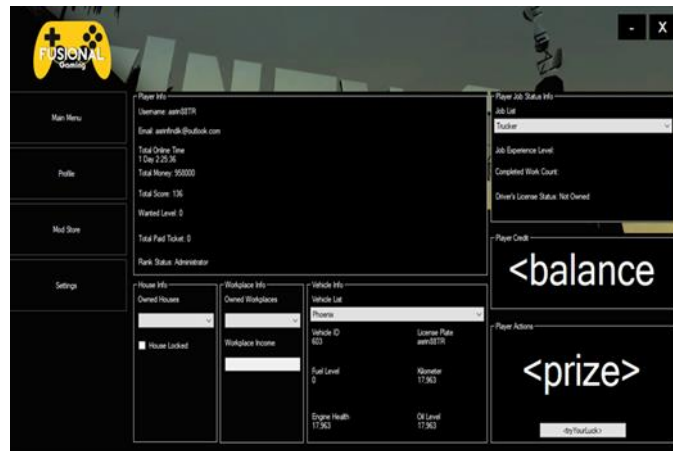 - X
FUSIONAL
Gaming
Main Menu
Profile
Mod Store
Settings
Player Info
Username: asrin88TR
Email: asrinfindik@outlook.com
Total Online Time
1 Day 2:25:36
Total Money: 958000
Total Score: 136
Wanted Level: 0
Total Paid Ticket: 0
Rank Status: Administrator
Player Job Status Info
Job List
Trucker
Job Experience Level:
Completed Work Count:
Driver's License Status: Not Owned
Player Credit
<balance
Player Actions
<prize>
<tryYourLuck>
House Info
Owned Houses
House Locked
Workplace Info
Owned Workplaces
Workplace Income
Vehicle Info
Vehicle List
Phoenix
Vehicle ID
603
License Plate
asrin88TR
Fuel Level
0
Kilometer
17,963
Engine Health
17,963
Oil Level
17,963